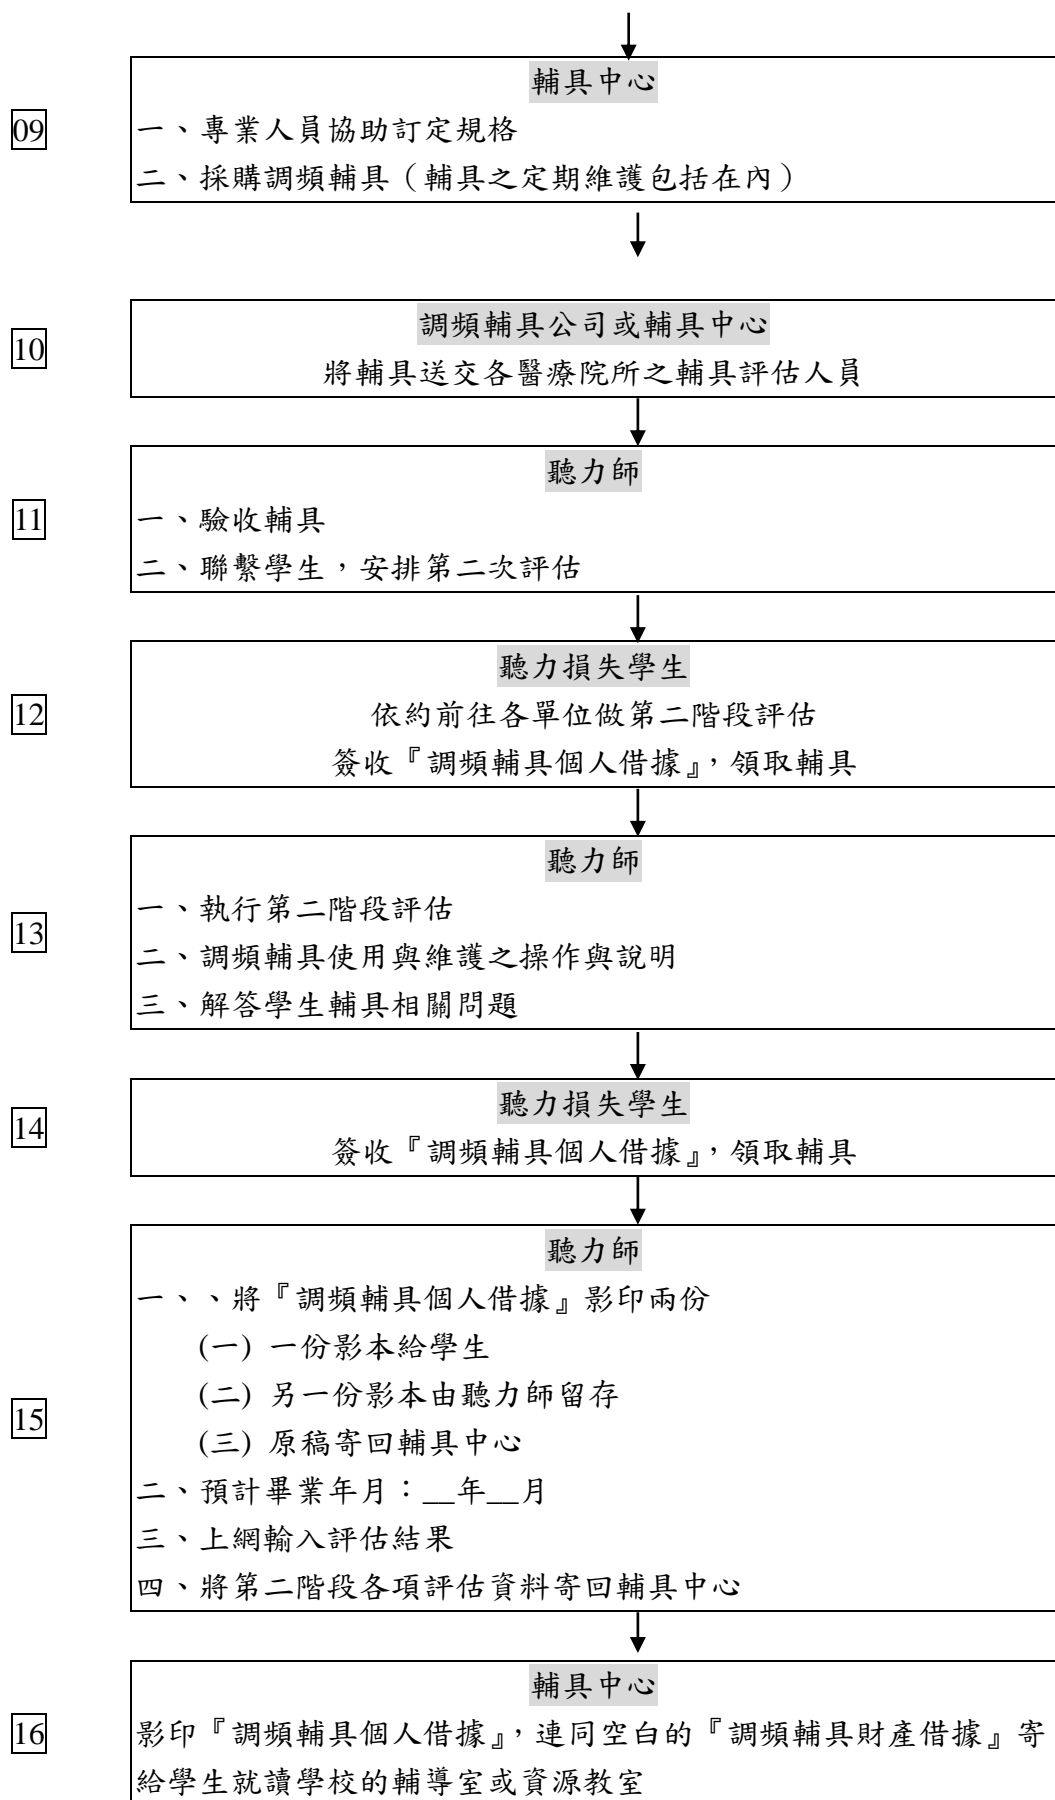 輔具中心
09
一、專業人員協助訂定規格
二、採購調頻輔具（輔具之定期維護包括在內）
調頻輔具公司或輔具中心
10
將輔具送交各醫療院所之輔具評估人員
聽力師
11
一、驗收輔具
二、聯繫學生，安排第二次評估
聽力損失學生
12
依約前往各單位做第二階段評估
簽收『調頻輔具個人借據』，領取輔具
聽力師
一、執行第二階段評估
13
二、調頻輔具使用與維護之操作與說明
三、解答學生輔具相關問題
聽力損失學生
14
簽收『調頻輔具個人借據』，領取輔具
聽力師
一、、將『調頻輔具個人借據』影印兩份
(一) 一份影本給學生
(二) 另一份影本由聽力師留存
15
(三) 原稿寄回輔具中心
二、預計畢業年月：__年__月
三、上網輸入評估結果
四、將第二階段各項評估資料寄回輔具中心
輔具中心
16
影印『調頻輔具個人借據』，連同空白的『調頻輔具財產借據』寄
給學生就讀學校的輔導室或資源教室